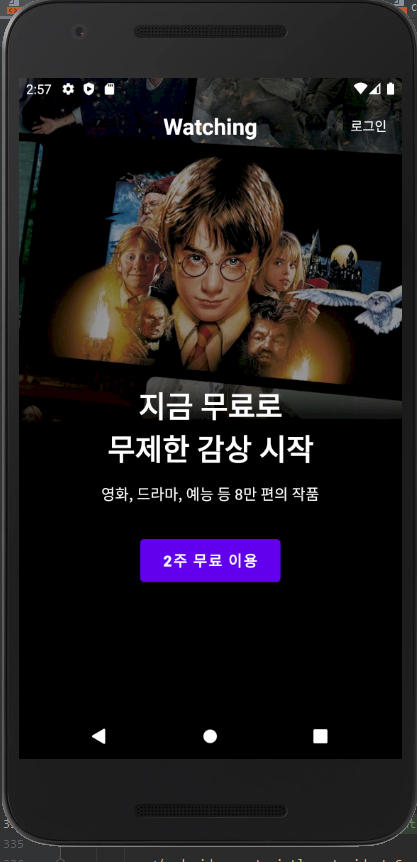 2:57
Watching
로그인
지금 무료로
무제한 감상 시작
영화, 드라마, 예능 등 8만 편의 작품
2주 무료 이용
335